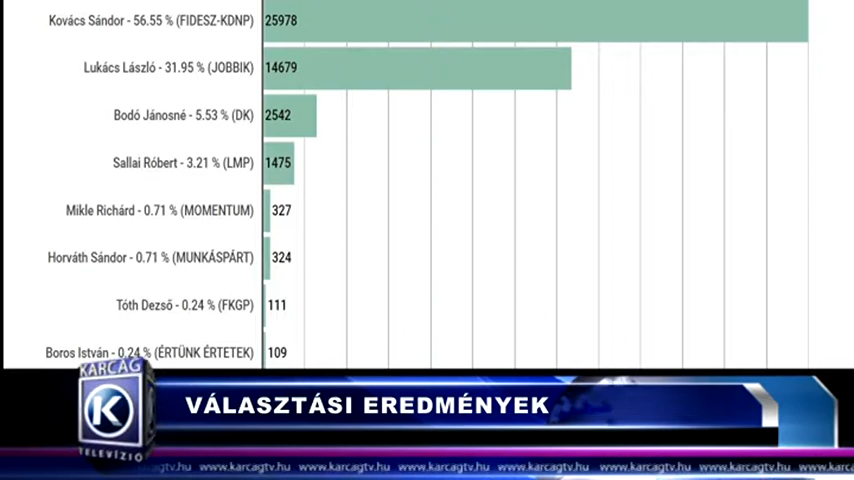 Kovács Sándor - 56.55 % (FIDESZ-KDNP) 25978
Lukács László - 31.95 % (JOBBIK) 14679
Bodó Jánosné - 5.53 % (DK) 2542
Sallai Róbert - 3.21 % (LMP) 1475
Mikle Richárd - 0.71 % (MOMENTUM) 327
Horváth Sándor - 0.71 % (MUNKÁSPÁRT) 324
Tóth Dezső - 0.24 % (FKGP) 111
Boros István - 0.24 % (ÉRTÜNK ÉRTETEK) 109
KARCAG
K
TELEVÍZIÓ
VÁLASZTÁSI EREDMÉNYEK
gtv.hu www.karcagtv.hu www.karcagtv.hu www.karcagtv.hu www.karcagtv.hu www.karcagtv.hu www.karcagtv.hu www.karca